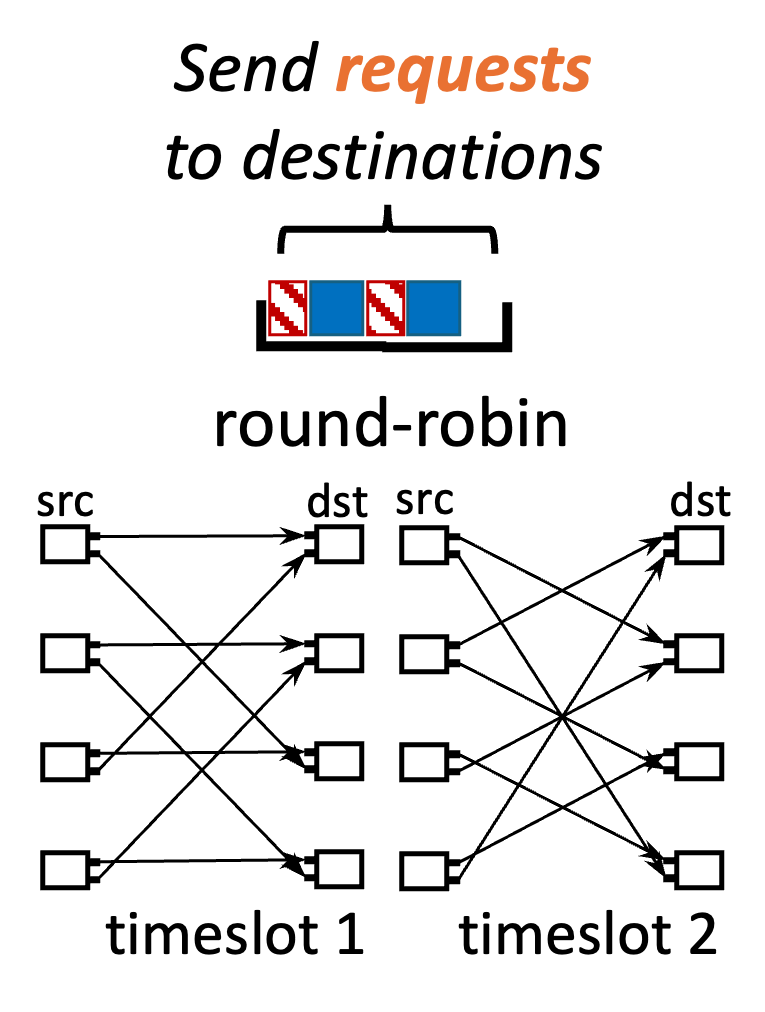 Send requests
to destinations
round-robin
src dst src dst
timeslot 1 timeslot 2